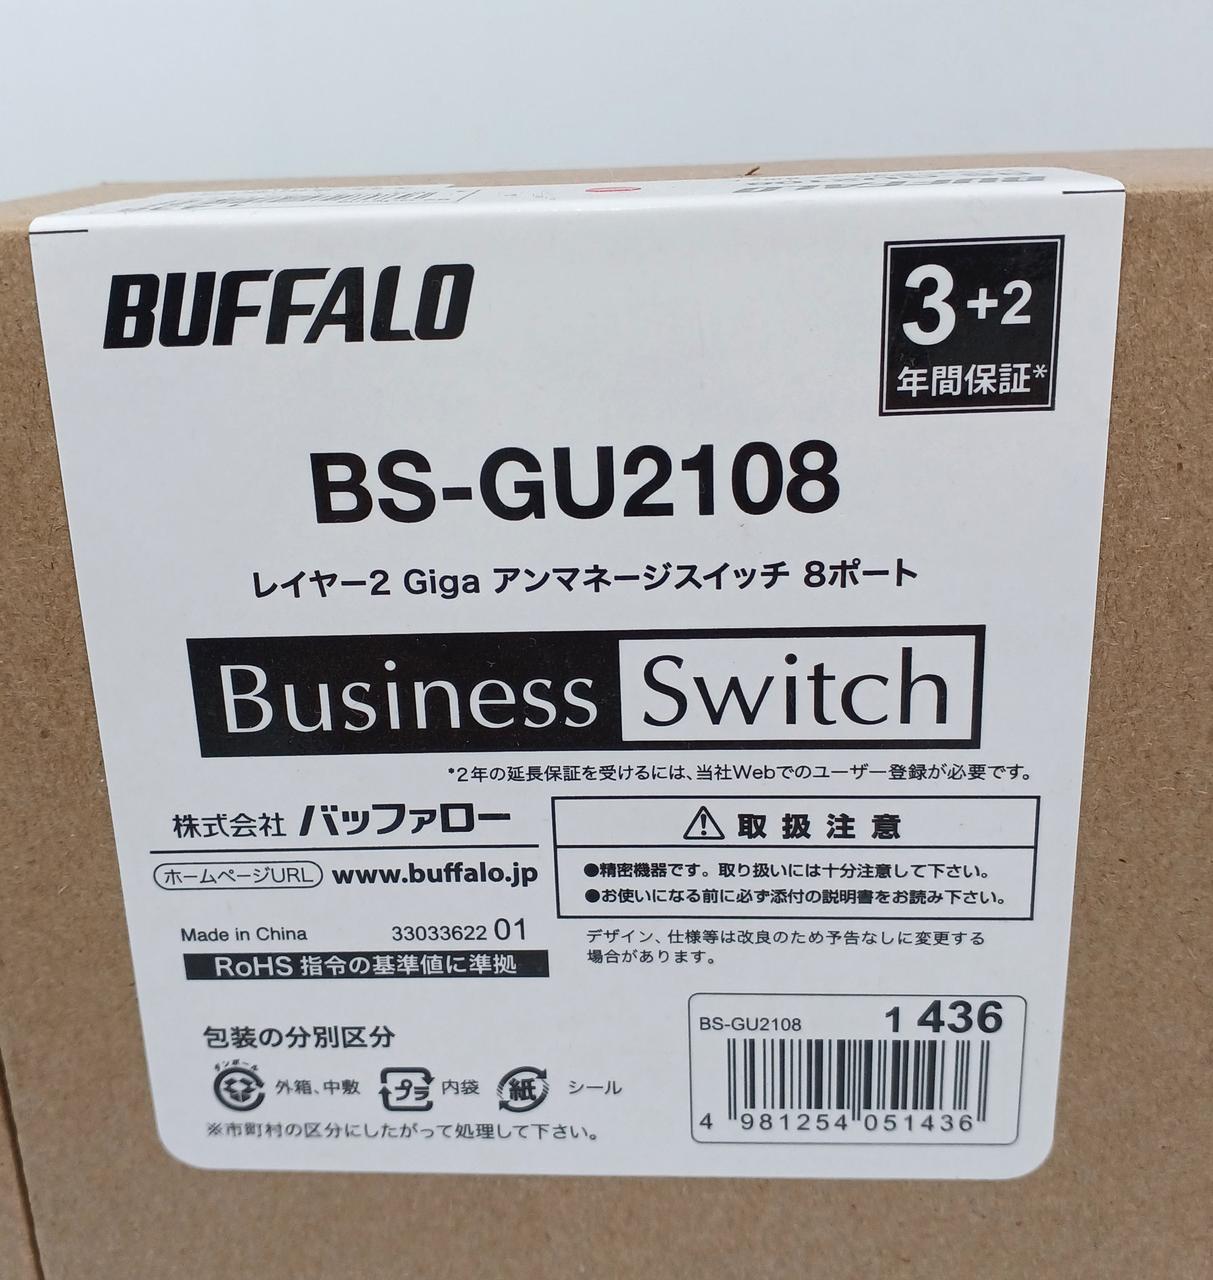 BUFFALO
3+2
年間保証*
BS-GU2108
レイヤー2 Giga アンマネージスイッチ 8ポート
Business Switch
*2年の延長保証を受けるには、当社Webでのユーザー登録が必要です。
株式会社 バッファロー
ホームページURL www.buffalo.jp
⚠取扱注意
●精密機器です。取り扱いには十分注意して下さい。
●お使いになる前に必ず添付の説明書をお読み下さい。
Made in China 33033622 01
RoHS 指令の基準値に準拠
デザイン、仕様等は改良のため予告なしに変更する
場合があります。
包装の分別区分
ダンボール 外箱、中敷 プラ 内袋 紙 シール
※市町村の区分にしたがって処理して下さい。
BS-GU2108 1 436
4 981254 051436